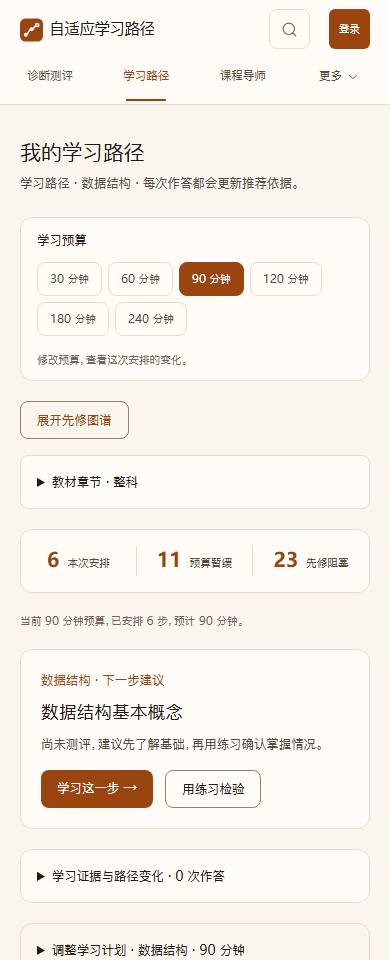 自适应学习路径
登录
诊断测评 学习路径 课程导师 更多
我的学习路径
学习路径 · 数据结构 · 每次作答都会更新推荐依据。
学习预算
30 分钟 60 分钟 90 分钟 120 分钟
180 分钟 240 分钟
修改预算, 查看这次安排的变化。
展开先修图谱
▶ 教材章节 · 整科
6 本次安排 11 预算暂缓 23 先修阻塞
当前 90 分钟预算, 已安排 6 步, 预计 90 分钟。
数据结构 · 下一步建议
数据结构基本概念
尚未测评, 建议先了解基础, 再用练习确认掌握情况。
学习这一步 → 用练习检验
▶ 学习证据与路径变化 · 0 次作答
▶ 调整学习计划 · 数据结构 · 90 分钟